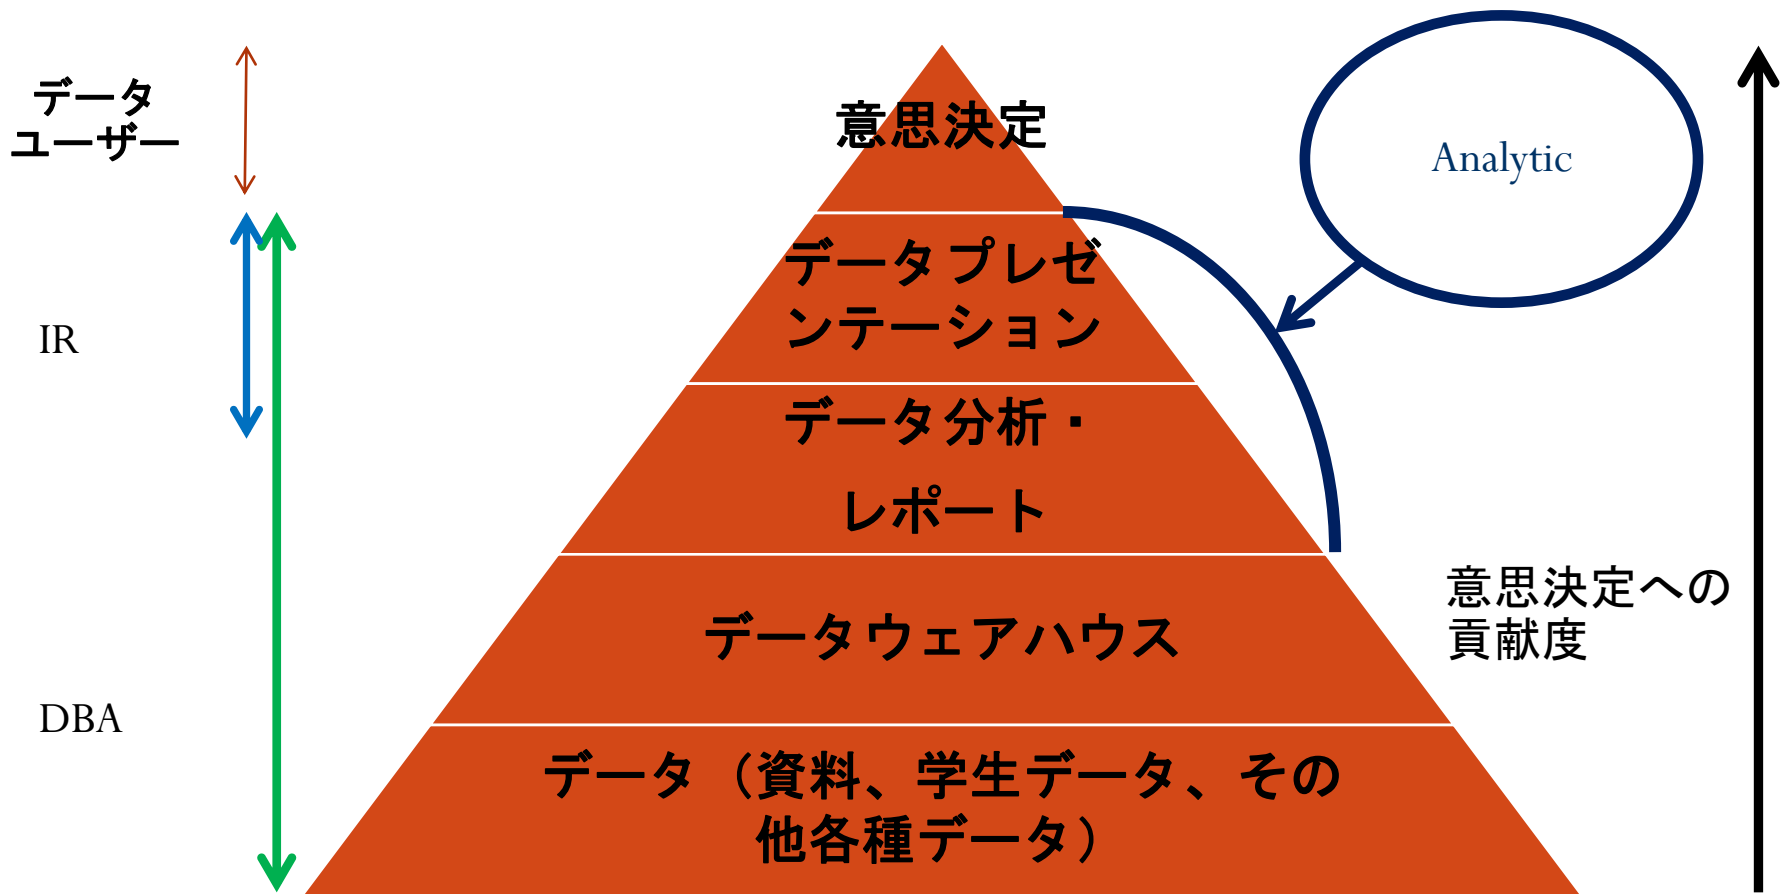 データ
ユーザー
IR
DBA
意思決定
データプレゼ
ンテーション
データ分析・
レポート
データウェアハウス
データ（資料、学生データ、その
他各種データ）
Analytic
意思決定への
貢献度